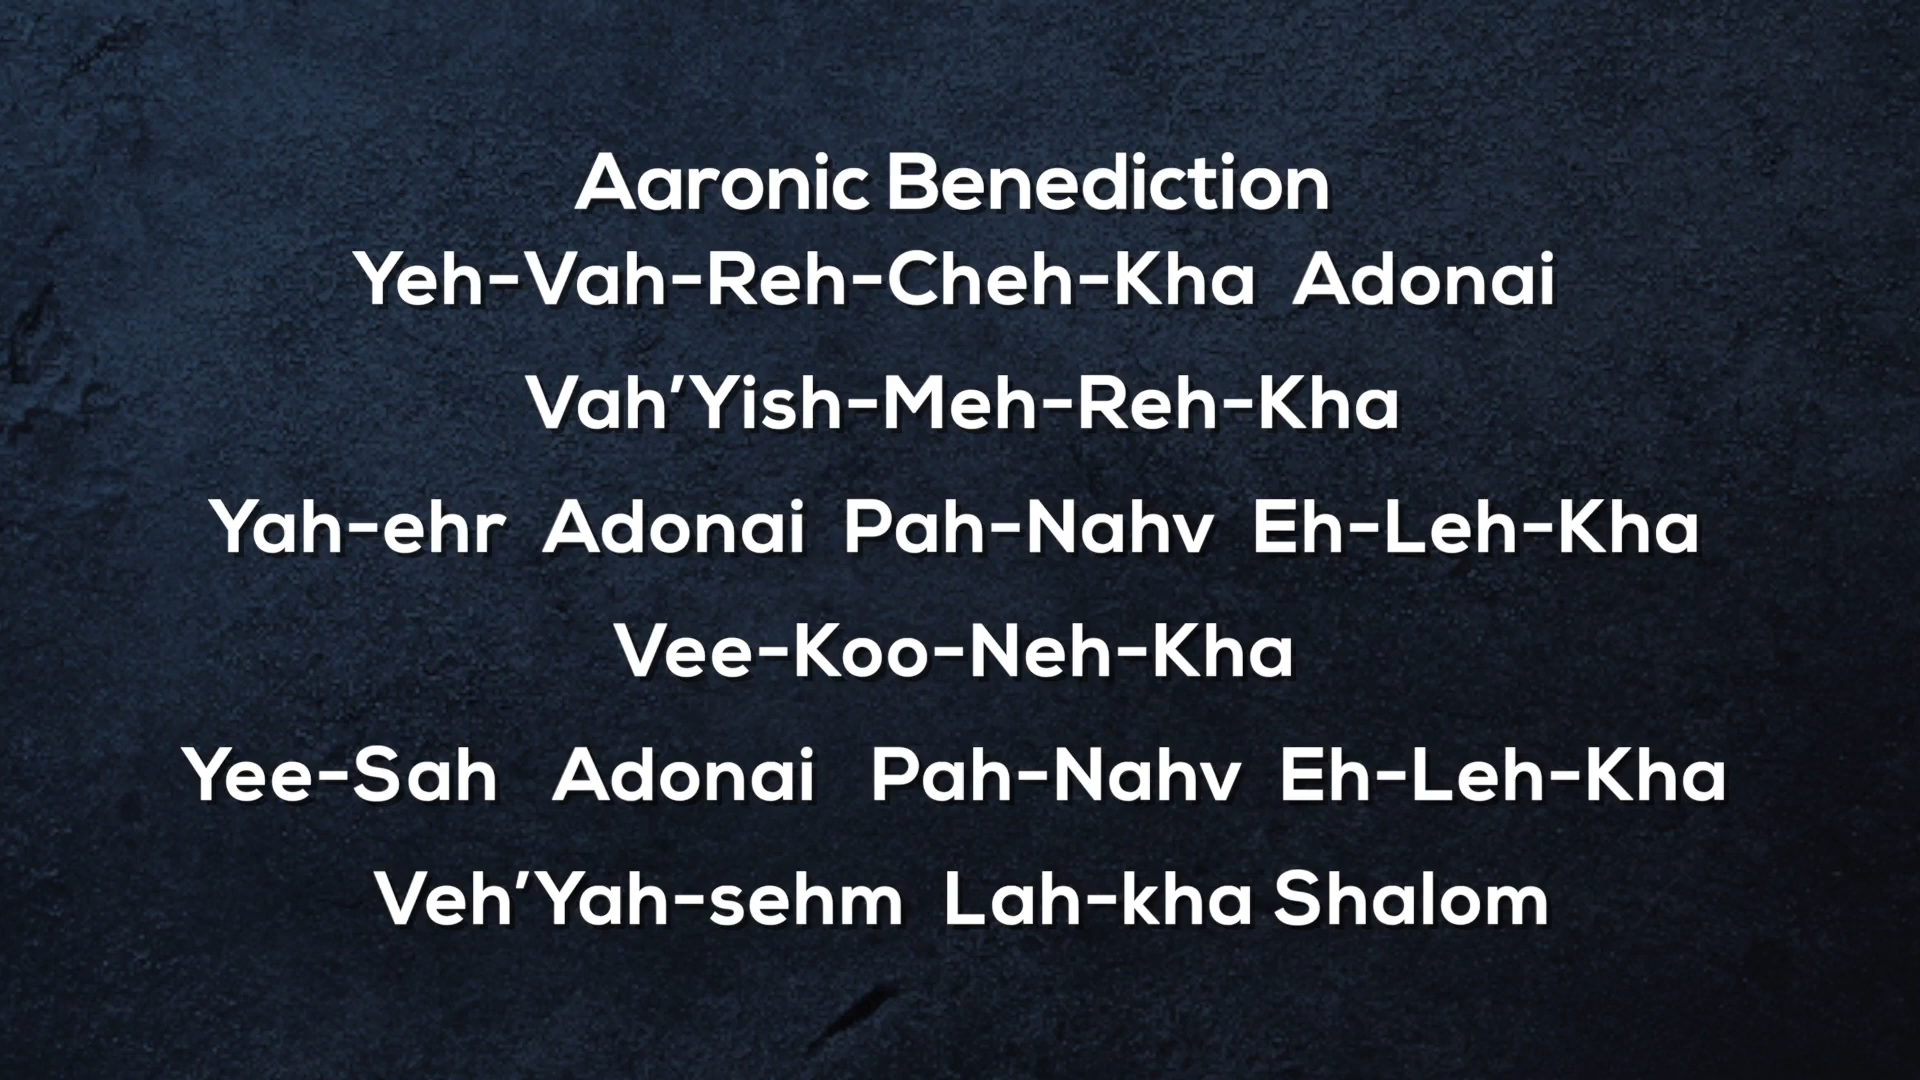 Aaronic Benediction
Yeh-Vah-Reh-Cheh-Kha Adonai
Vah’Yish-Meh-Reh-Kha
Yah-ehr Adonai Pah-Nahv Eh-Leh-Kha
Vee-Koo-Neh-Kha
Yee-Sah Adonai Pah-Nahv Eh-Leh-Kha
Veh’Yah-sehm Lah-kha Shalom